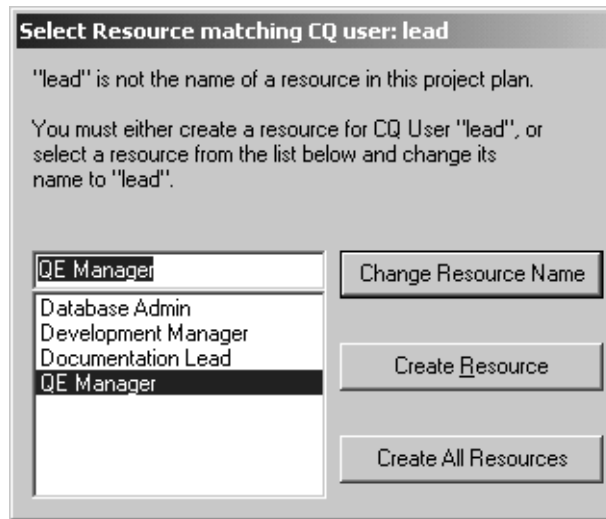 Select Resource matching CQ user: lead
"lead" is not the name of a resource in this project plan.
You must either create a resource for CQ User "lead", or
select a resource from the list below and change its
name to "lead".
QE Manager
Database Admin
Development Manager
Documentation Lead
QE Manager
Change Resource Name
Create Resource
Create All Resources